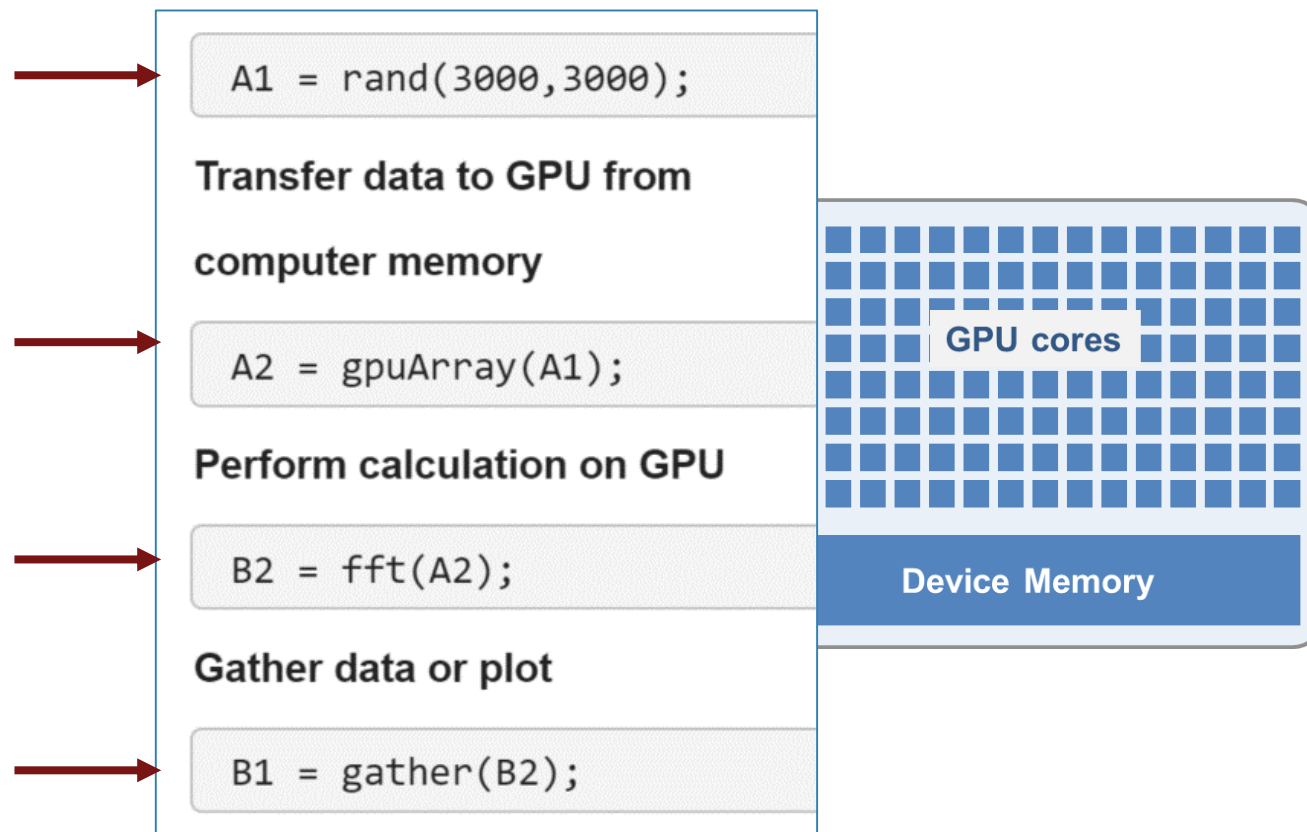 A1 = rand(3000,3000);
Transfer data to GPU from
computer memory
A2 = gpuArray(A1);
Perform calculation on GPU
B2 = fft(A2);
Gather data or plot
B1 = gather(B2);
GPU cores
Device Memory